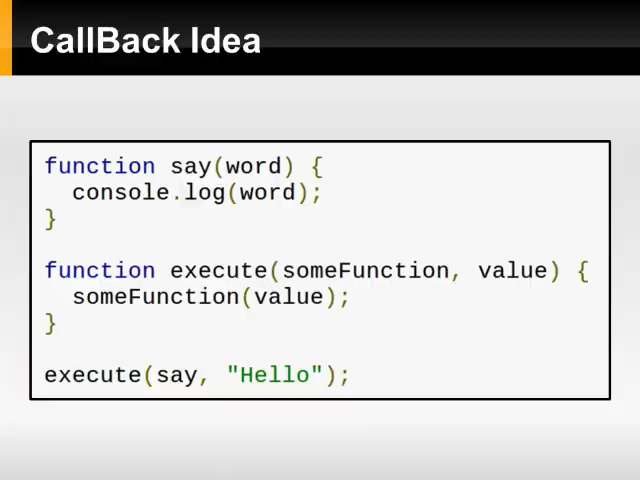 CallBack Idea
function say(word) {
  console.log(word);
}
function execute(someFunction, value) {
  someFunction(value);
}
execute(say, "Hello");